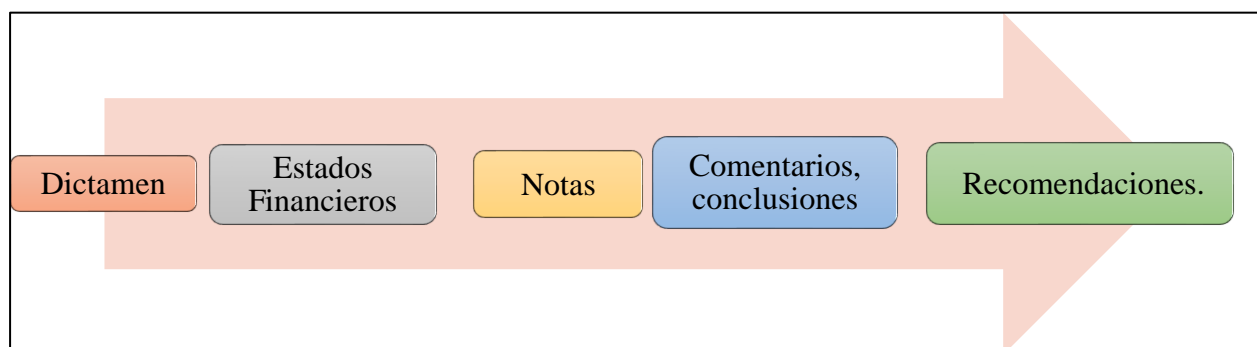 Dictamen
Estados
Financieros
Notas
Comentarios,
conclusiones
Recomendaciones.